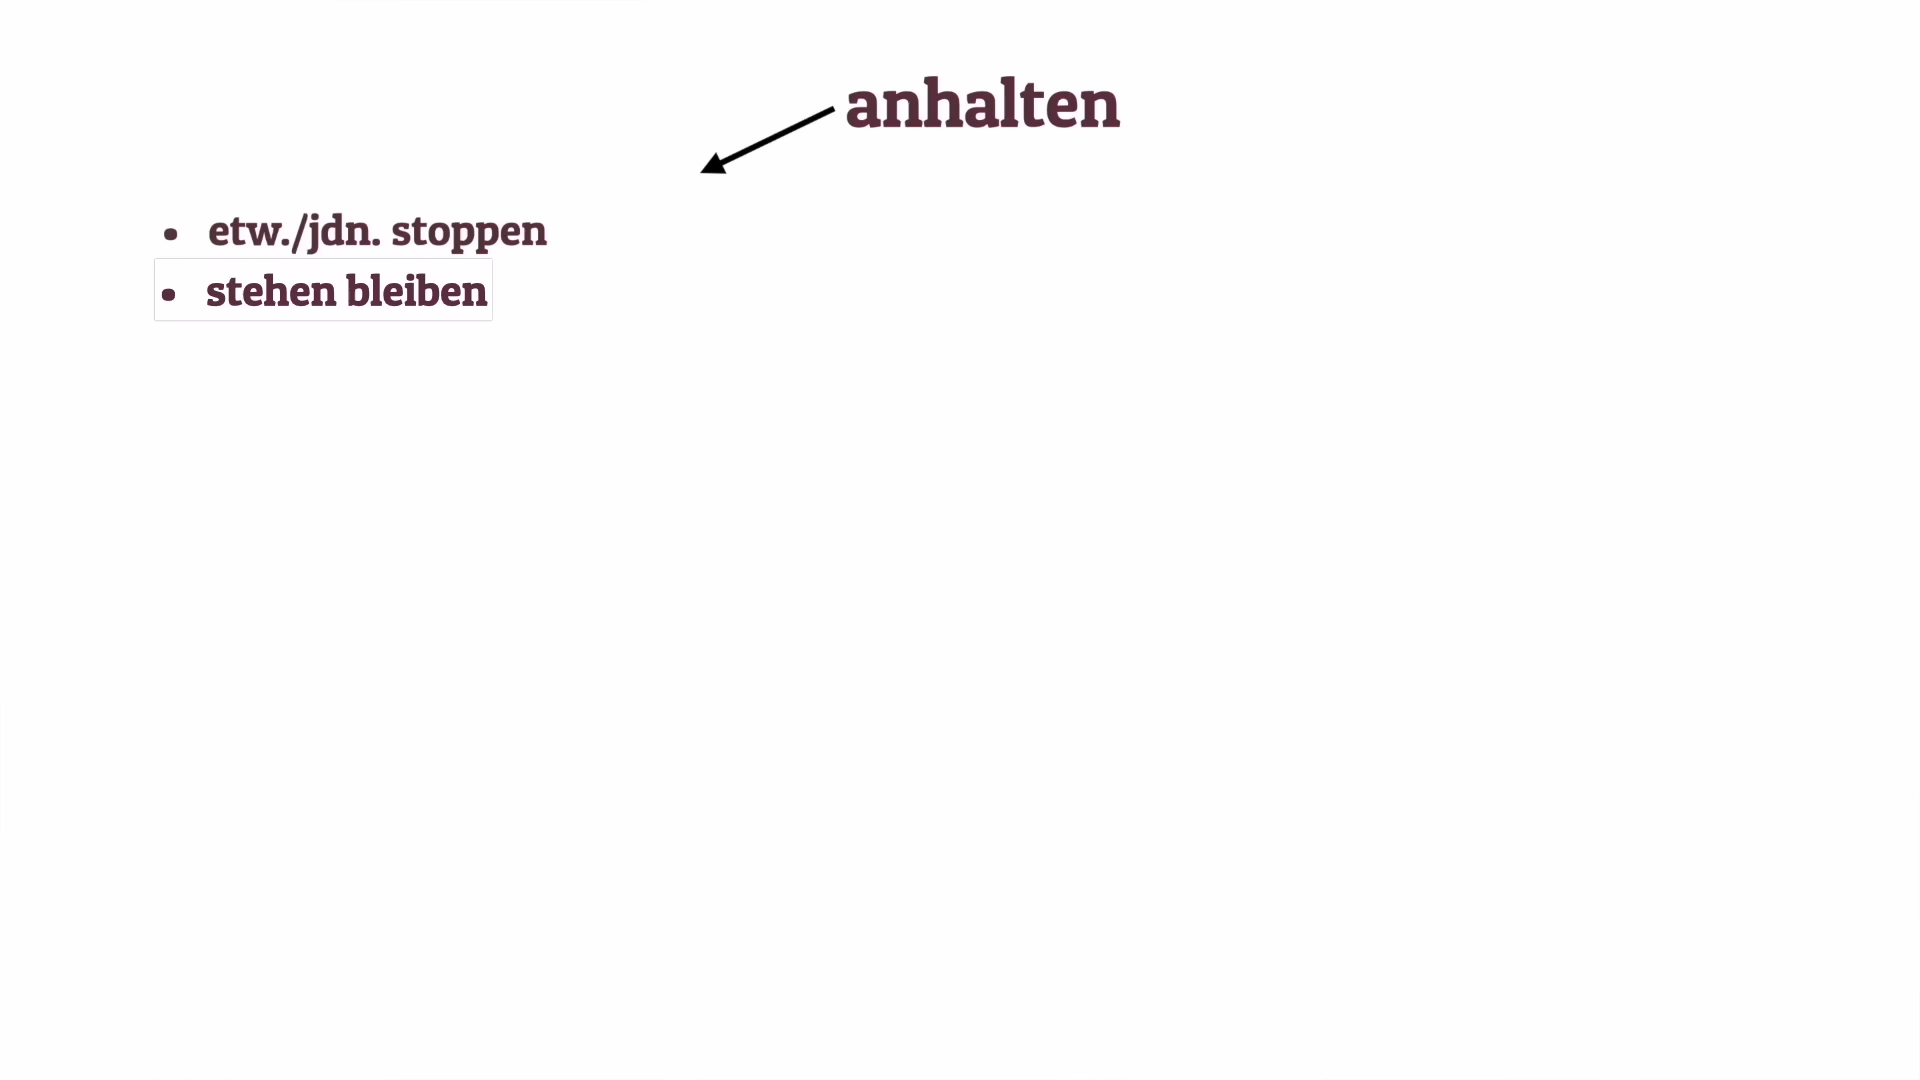 anhalten
• etw./jdn. stoppen
• stehen bleiben